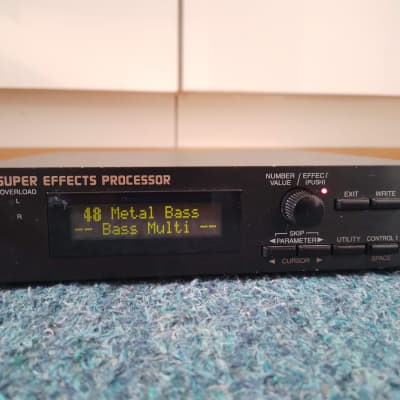 SUPER EFFECTS PROCESSOR
OVERLOAD
L
R
48 Metal Bass
-- Bass Multi --
NUMBER / EFFECT
VALUE (PUSH)
EXIT WRITE
SKIP
◀PARAMETER▶
◀ CURSOR ▶
UTILITY CONTROL 1
SPACE